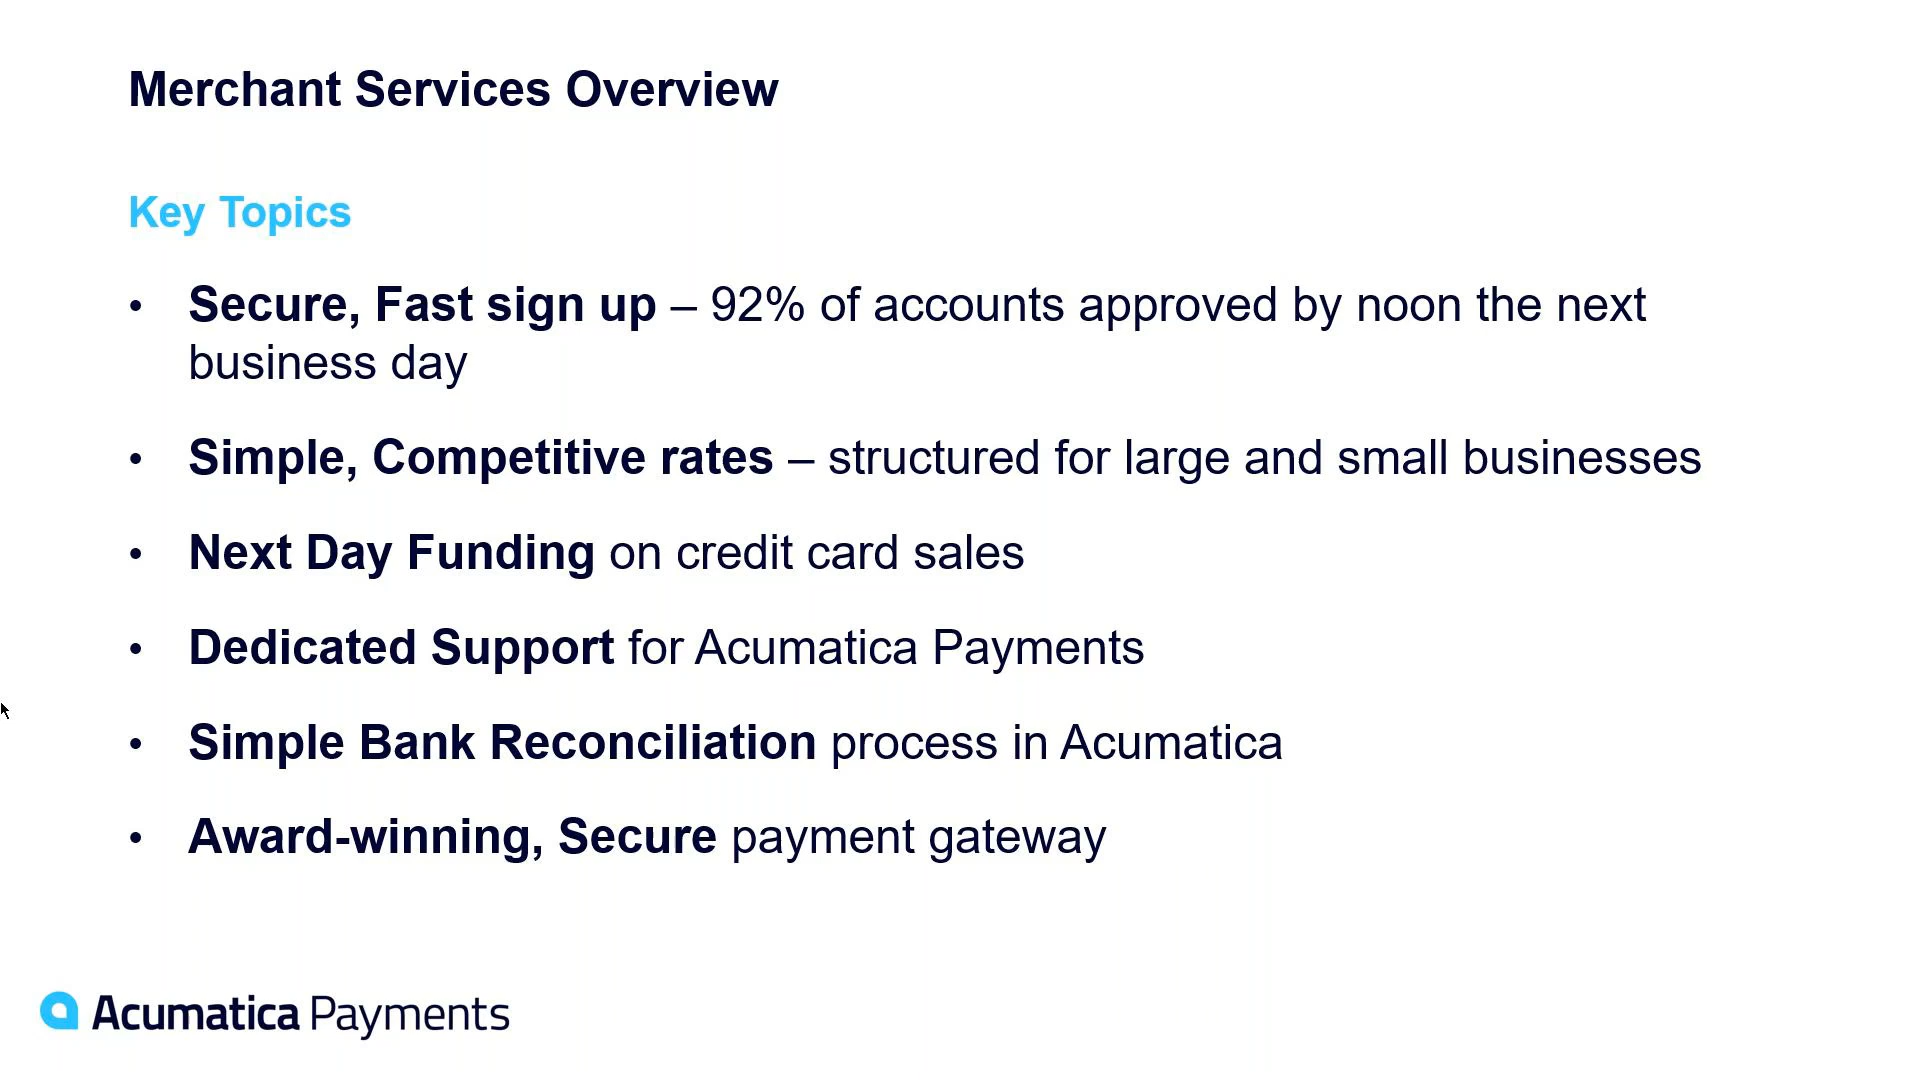 Merchant Services Overview
Key Topics
• Secure, Fast sign up – 92% of accounts approved by noon the next
business day
• Simple, Competitive rates – structured for large and small businesses
• Next Day Funding on credit card sales
• Dedicated Support for Acumatica Payments
• Simple Bank Reconciliation process in Acumatica
• Award-winning, Secure payment gateway
Acumatica Payments